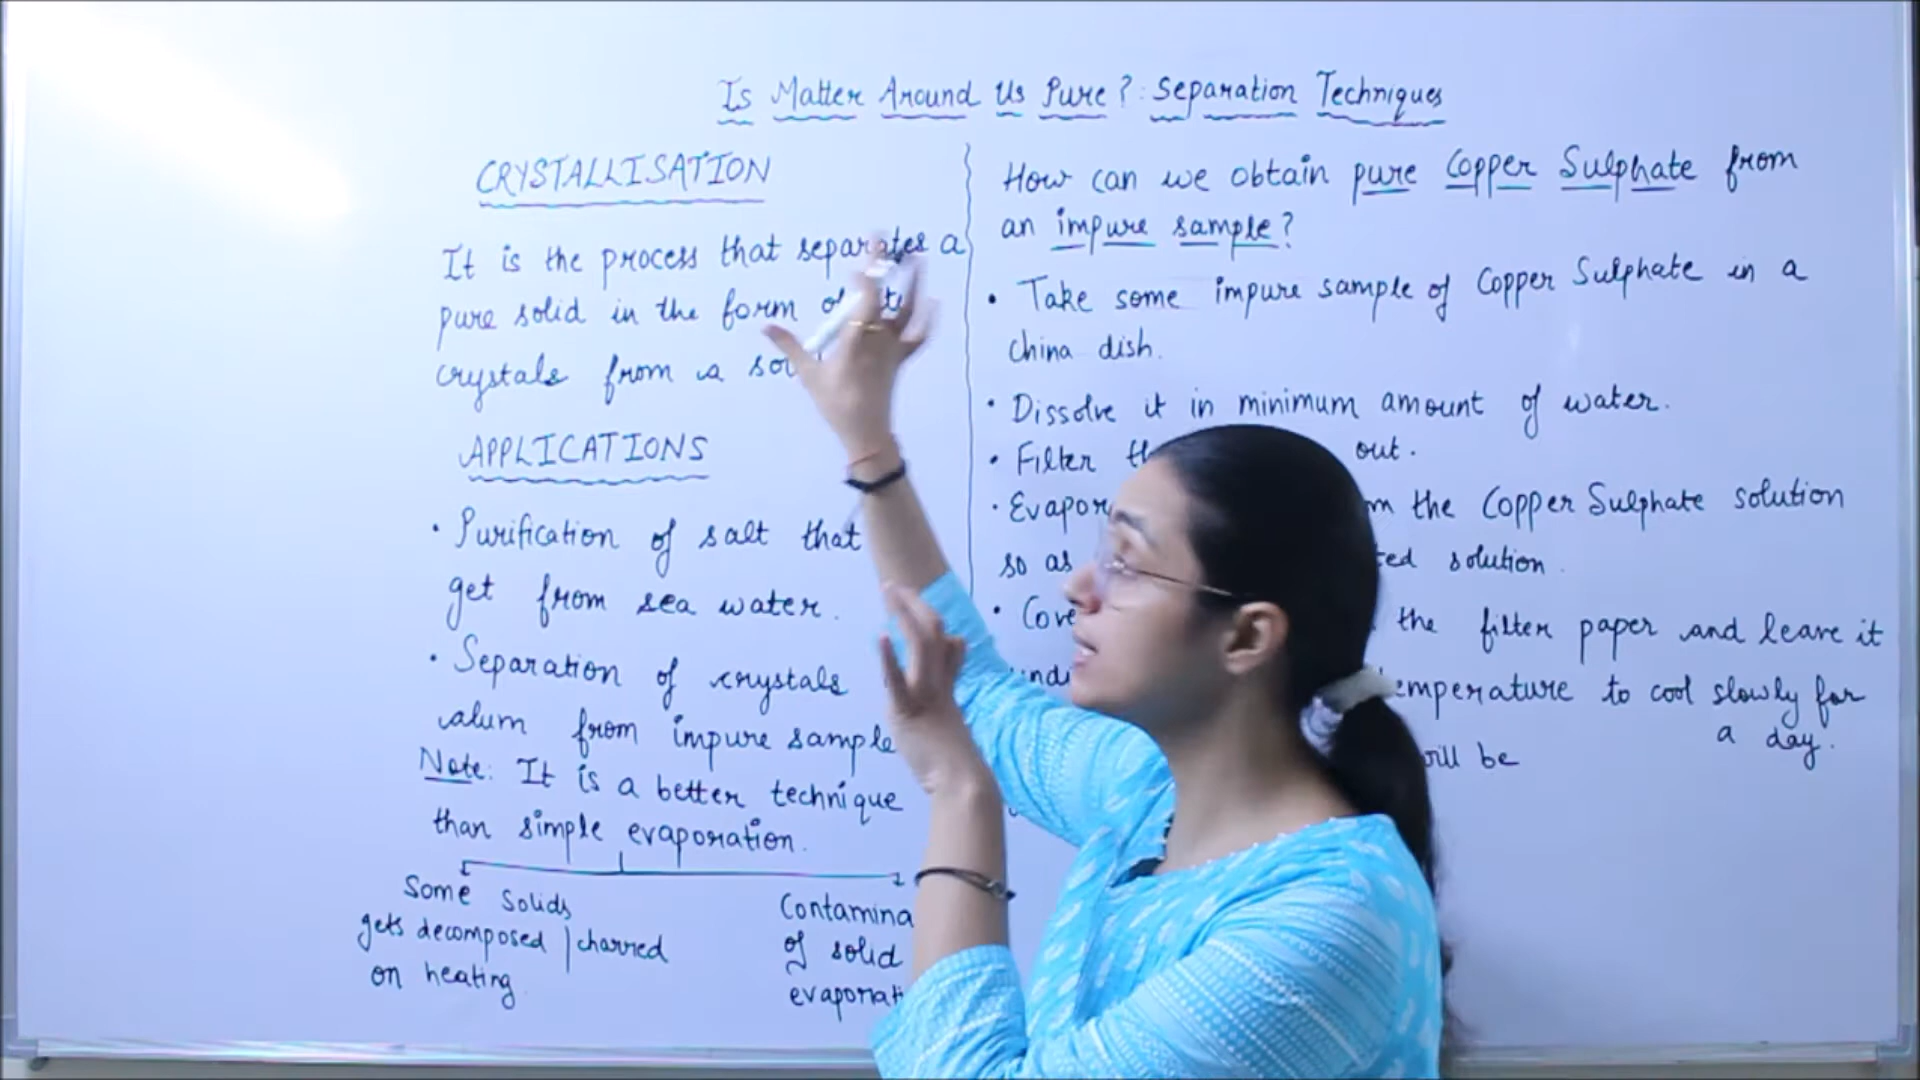 Is Matter Around Us Pure? : Separation Techniques
CRYSTALLISATION
It is the process that separates a
pure solid in the form of its
crystals from a
APPLICATIONS
• Purification of salt that
get from sea water.
• Separation of crystals
alum from impure sample
Note: It is a better technique
than simple evaporation.
Some Solids
gets decomposed / charred
on heating.
of solid
How can we obtain pure Copper Sulphate from
an impure sample?
• Take some impure sample of Copper Sulphate in a
China dish.
• Dissolve it in minimum amount of water.
• Filter out.
the Copper Sulphate solution
so as solution.
• the filter paper and leave it
temperature to cool slowly for
a day.
will be